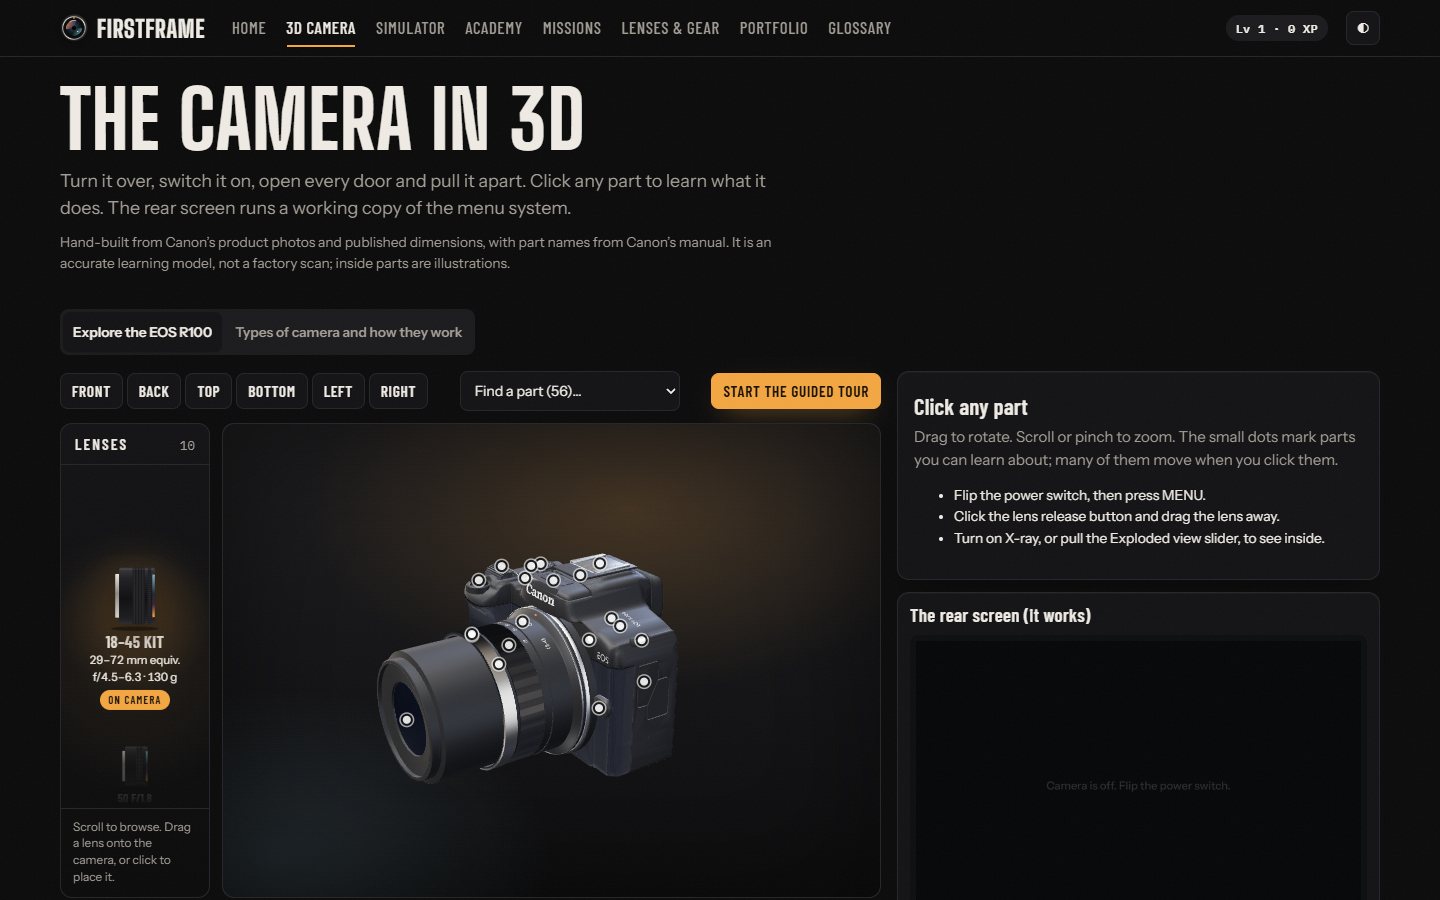 FIRSTFRAME
HOME
3D CAMERA
SIMULATOR
ACADEMY
MISSIONS
LENSES & GEAR
PORTFOLIO
GLOSSARY
Lv 1 · 0 XP
THE CAMERA IN 3D
Turn it over, switch it on, open every door and pull it apart. Click any part to learn what it
does. The rear screen runs a working copy of the menu system.
Hand-built from Canon's product photos and published dimensions, with part names from Canon's manual. It is an
accurate learning model, not a factory scan; inside parts are illustrations.
Explore the EOS R100
Types of camera and how they work
FRONT
BACK
TOP
BOTTOM
LEFT
RIGHT
Find a part (56)...
START THE GUIDED TOUR
LENSES
10
18–45 KIT
29–72 mm equiv.
f/4.5–6.3 · 130 g
ON CAMERA
50 F/1.8
Scroll to browse. Drag
a lens onto the
camera, or click to
place it.
Canon
EOS
Click any part
Drag to rotate. Scroll or pinch to zoom. The small dots mark parts
you can learn about; many of them move when you click them.
• Flip the power switch, then press MENU.
• Click the lens release button and drag the lens away.
• Turn on X-ray, or pull the Exploded view slider, to see inside.
The rear screen (it works)
Camera is off. Flip the power switch.